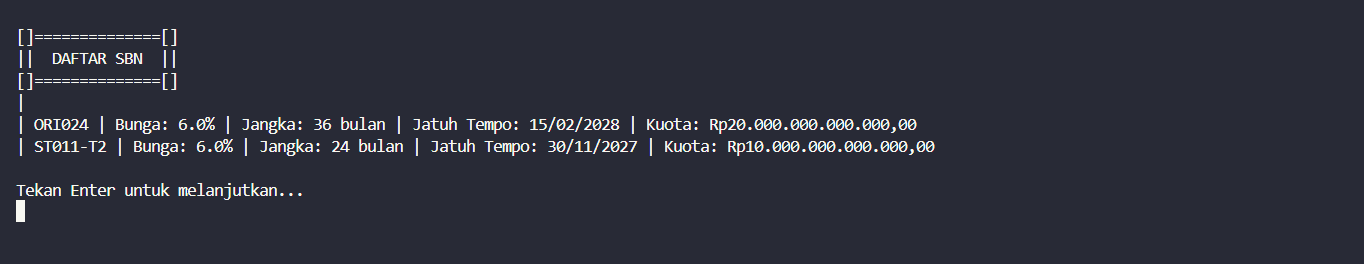 []==============[]
||  DAFTAR SBN  ||
[]==============[]
|
| ORI024 | Bunga: 6.0% | Jangka: 36 bulan | Jatuh Tempo: 15/02/2028 | Kuota: Rp20.000.000.000.000,00
| ST011-T2 | Bunga: 6.0% | Jangka: 24 bulan | Jatuh Tempo: 30/11/2027 | Kuota: Rp10.000.000.000.000,00
Tekan Enter untuk melanjutkan...